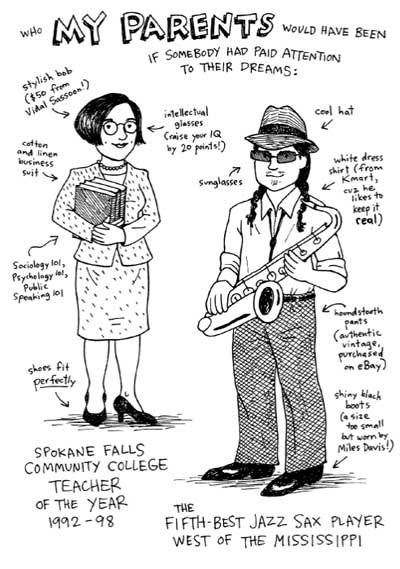 WHO MY PARENTS WOULD HAVE BEEN
IF SOMEBODY HAD PAID ATTENTION
TO THEIR DREAMS:
stylish bob
($50 from
Vidal Sassoon!)
intellectual
glasses
(raise your IQ
by 20 points!)
cotton
and linen
business
suit
Sociology 101,
Psychology 101,
Public
Speaking 101
shoes fit
perfectly
SPOKANE FALLS
COMMUNITY COLLEGE
TEACHER
OF THE YEAR
1992-98
cool hat
sunglasses
white dress
shirt (from
Kmart,
cuz he
likes to
keep it
real)
houndstooth
pants
(authentic
vintage,
purchased
on eBay)
shiny black
boots
(a size
too small
but worn by
Miles Davis!)
THE
FIFTH-BEST JAZZ SAX PLAYER
WEST OF THE MISSISSIPPI